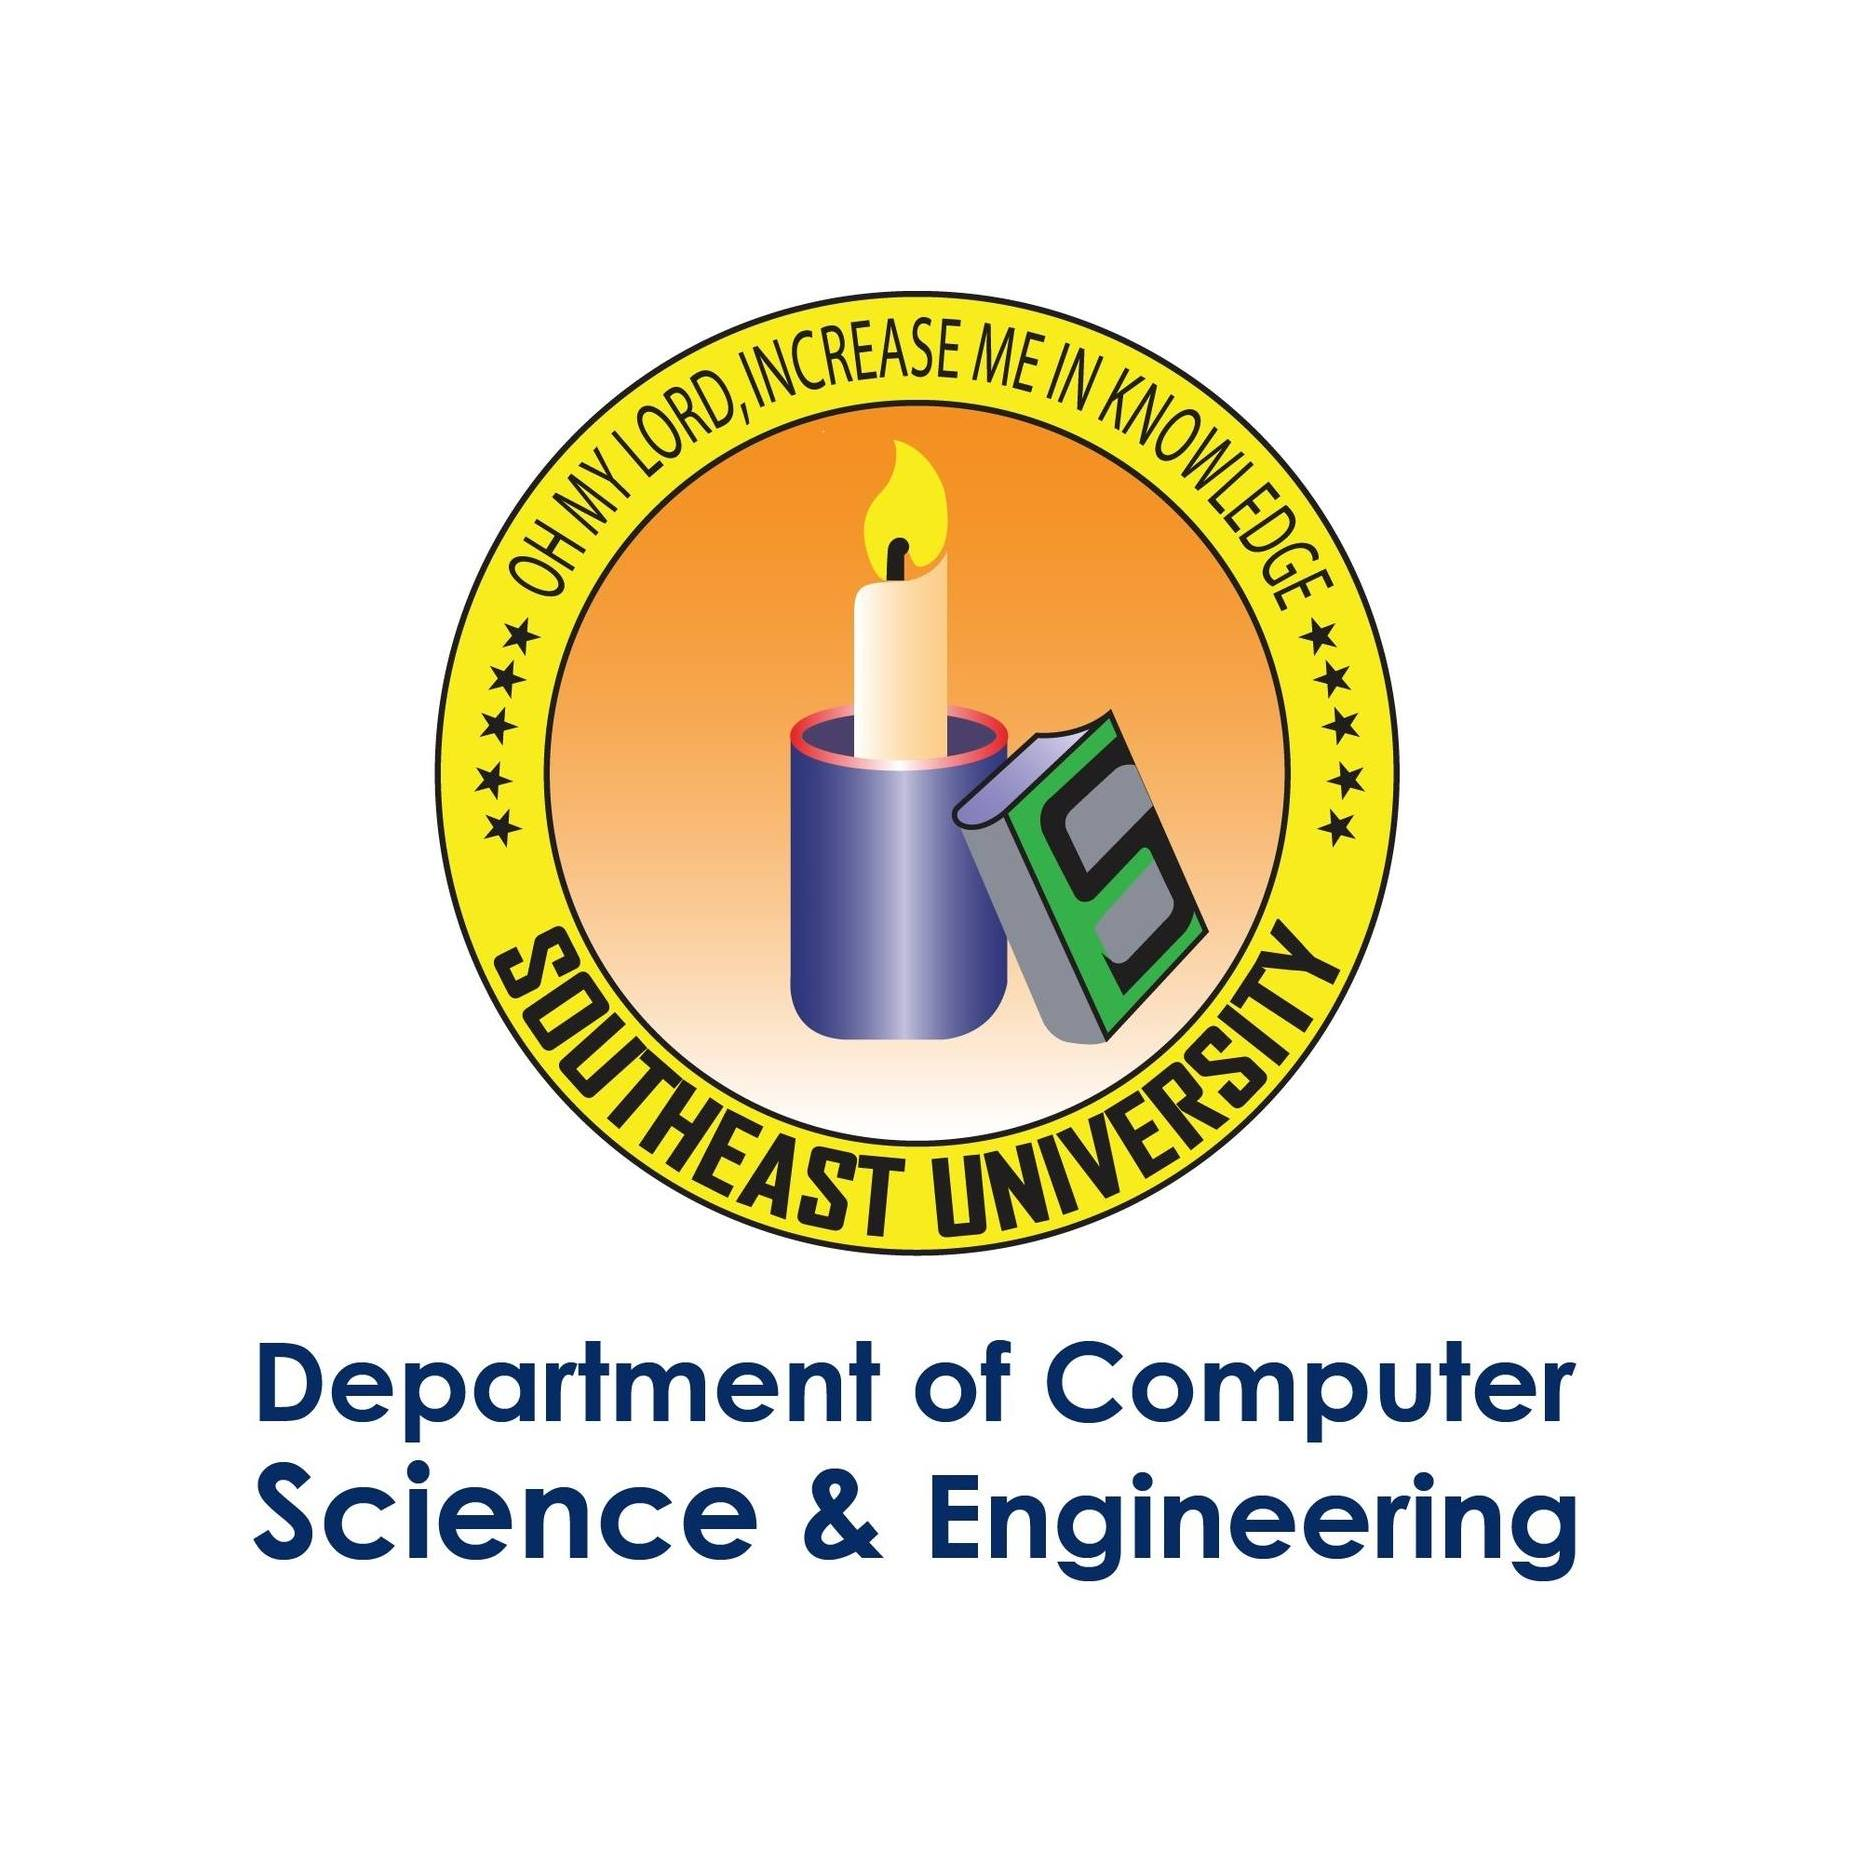 OH MY LORD, INCREASE ME IN KNOWLEDGE
SOUTHEAST UNIVERSITY
Department of Computer
Science & Engineering